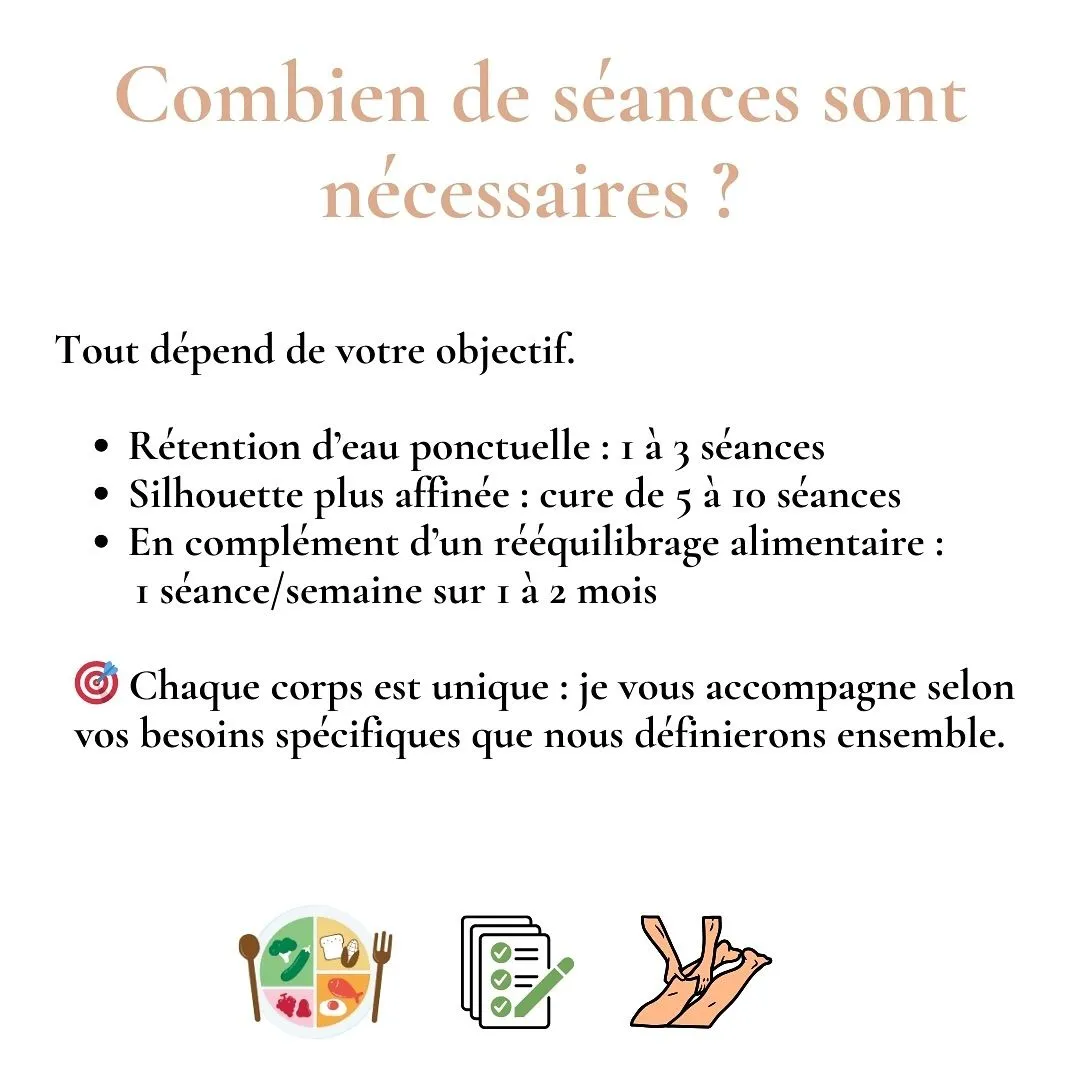 Combien de séances sont
nécessaires ?
Tout dépend de votre objectif.
• Rétention d’eau ponctuelle : 1 à 3 séances
• Silhouette plus affinée : cure de 5 à 10 séances
• En complément d’un rééquilibrage alimentaire :
1 séance/semaine sur 1 à 2 mois
🎯 Chaque corps est unique : je vous accompagne selon
vos besoins spécifiques que nous définierons ensemble.